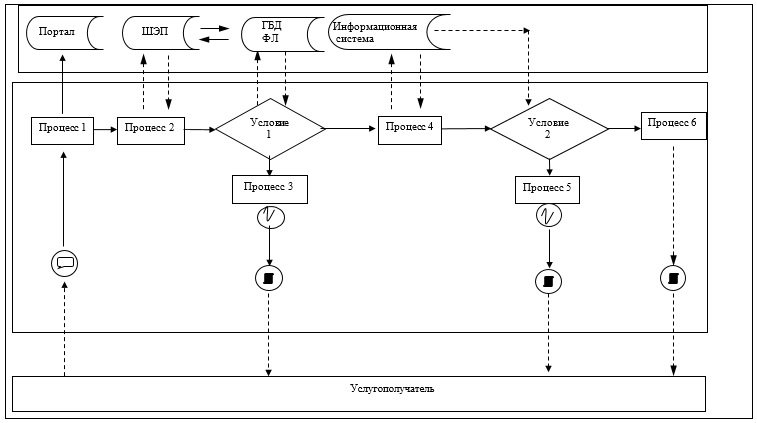 Портал
ШЭП
ГБД
ФЛ
Информационная
система
Процесс 1
Процесс 2
Условие
1
Процесс 4
Условие
2
Процесс 6
Процесс 3
Процесс 5
Услугополучатель